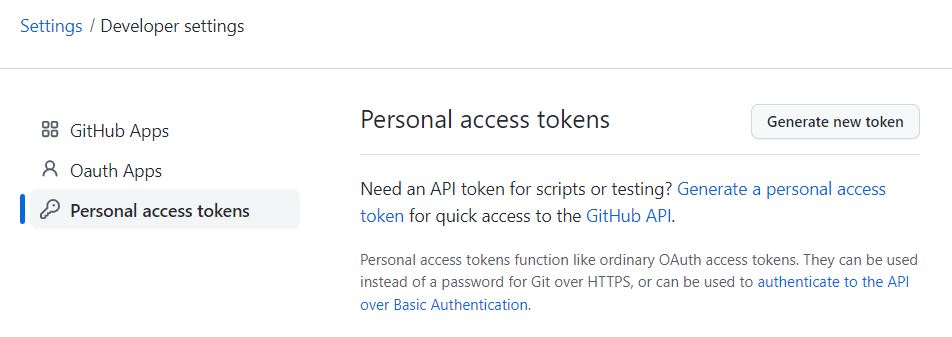 Settings / Developer settings
GitHub Apps
Oauth Apps
Personal access tokens
Personal access tokens
Generate new token
Need an API token for scripts or testing? Generate a personal access
token for quick access to the GitHub API.
Personal access tokens function like ordinary OAuth access tokens. They can be used
instead of a password for Git over HTTPS, or can be used to authenticate to the API
over Basic Authentication.